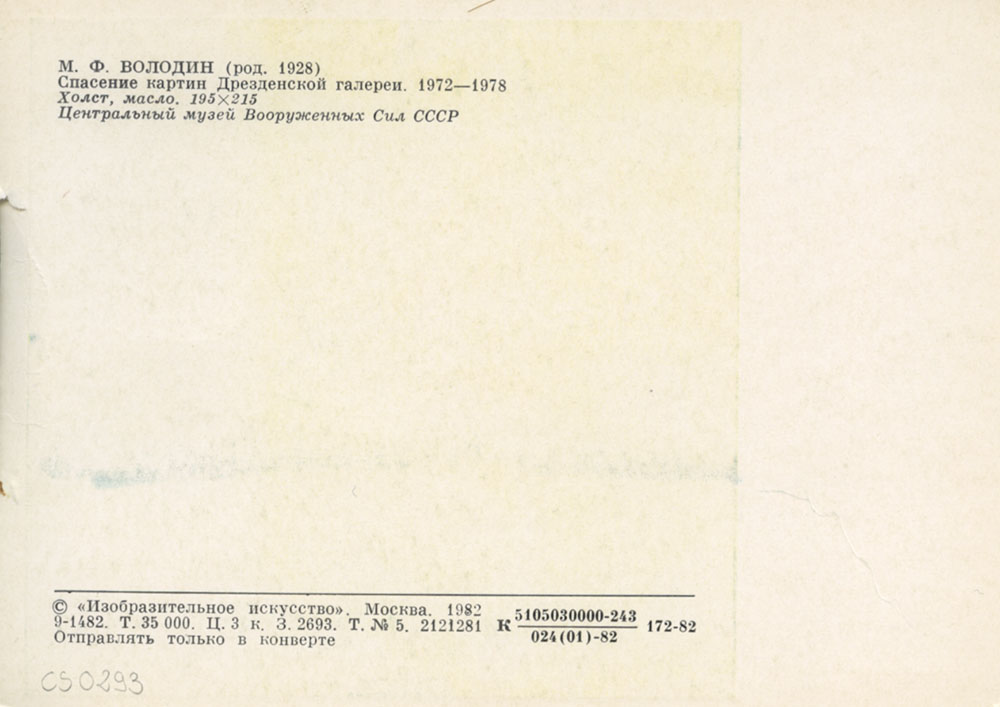 М. Ф. ВОЛОДИН (род. 1928)
Спасение картин Дрезденской галереи. 1972—1978
Холст, масло. 195×215
Центральный музей Вооруженных Сил СССР
© «Изобразительное искусство». Москва. 1982
9-1482. Т. 35 000. Ц. 3 к. З. 2693. Т. № 5. 2121281
Отправлять только в конверте
К 5105030000-243
024(01)-82
172-82
CS0293